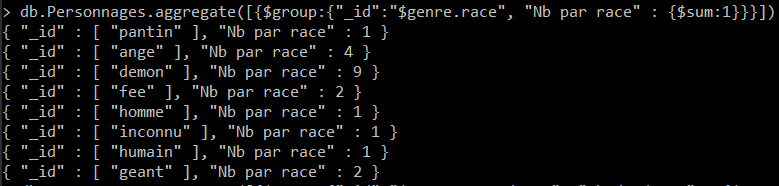 > db.Personnages.aggregate([{$group:{"_id":"$genre.race", "Nb par race" : {$sum:1}}}])
{ "_id" : [ "pantin" ], "Nb par race" : 1 }
{ "_id" : [ "ange" ], "Nb par race" : 4 }
{ "_id" : [ "demon" ], "Nb par race" : 9 }
{ "_id" : [ "fee" ], "Nb par race" : 2 }
{ "_id" : [ "homme" ], "Nb par race" : 1 }
{ "_id" : [ "inconnu" ], "Nb par race" : 1 }
{ "_id" : [ "humain" ], "Nb par race" : 1 }
{ "_id" : [ "geant" ], "Nb par race" : 2 }